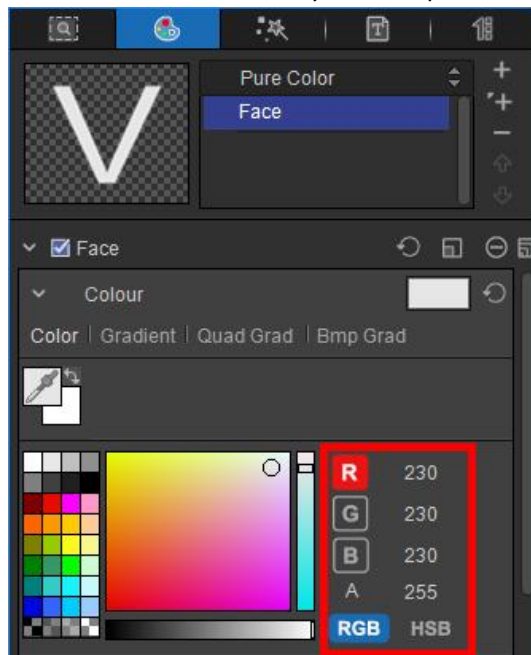 T
V
Pure Color
Face
Face
Colour
Color | Gradient | Quad Grad | Bmp Grad
R 230
G 230
B 230
A 255
RGB HSB